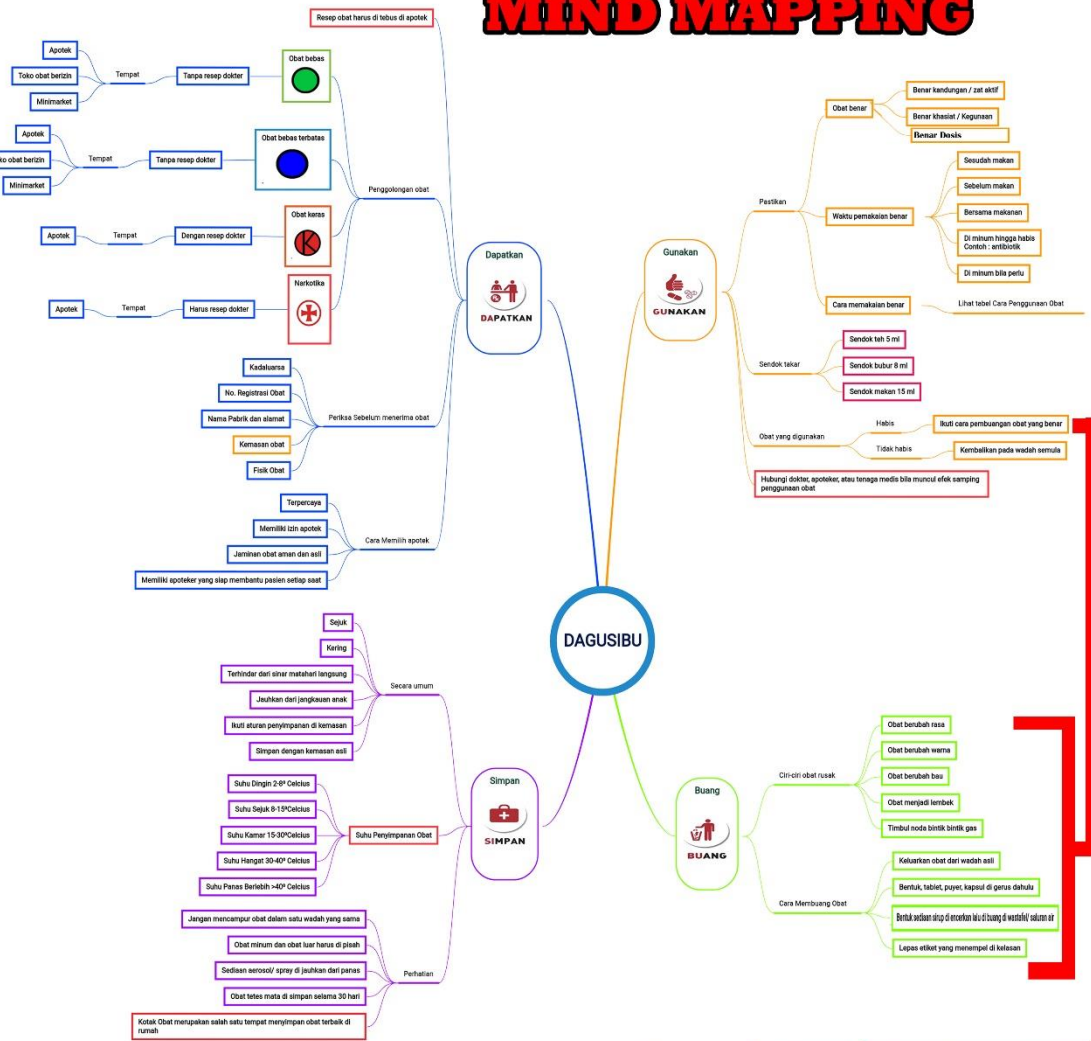 MIND MAPPING
Resep obat harus di tebus di apotek
Apotek
Toko obat berizin
Minimarket
Tempat
Tanpa resep dokter
Obat bebas
Apotek
ko obat berizin
Minimarket
Tempat
Tanpa resep dokter
Obat bebas terbatas
Apotek
Tempat
Dengan resep dokter
Obat keras
K
Apotek
Tempat
Harus resep dokter
Narkotika
Penggolongan obat
Kadaluarsa
No. Registrasi Obat
Nama Pabrik dan alamat
Kemasan obat
Fisik Obat
Periksa Sebelum menerima obat
Terpercaya
Memiliki izin apotek
Jaminan obat aman dan asli
Memiliki apoteker yang siap membantu pasien setiap saat
Cara Memilih apotek
Dapatkan
DAPATKAN
Gunakan
GUNAKAN
Pastikan
Obat benar
Benar kandungan / zat aktif
Benar khasiat / Kegunaan
Benar Dosis
Waktu pemakaian benar
Sesudah makan
Sebelum makan
Bersama makanan
Di minum hingga habis
Contoh : antibiotik
Di minum bila perlu
Cara memakaian benar
Lihat tabel Cara Penggunaan Obat
Sendok takar
Sendok teh 5 ml
Sendok bubur 8 ml
Sendok makan 15 ml
Obat yang digunakan
Habis
Ikuti cara pembuangan obat yang benar
Tidak habis
Kembalikan pada wadah semula
Hubungi dokter, apoteker, atau tenaga medis bila muncul efek samping
penggunaan obat
DAGUSIBU
Sejuk
Kering
Terhindar dari sinar matahari langsung
Jauhkan dari jangkauan anak
Ikuti aturan penyimpanan di kemasan
Simpan dengan kemasan asli
Secara umum
Suhu Dingin 2-8º Celcius
Suhu Sejuk 8-15ºCelcius
Suhu Kamar 15-30ºCelcius
Suhu Hangat 30-40º Celcius
Suhu Panas Berlebih >40º Celcius
Suhu Penyimpanan Obat
Jangan mencampur obat dalam satu wadah yang sama
Obat minum dan obat luar harus di pisah
Sediaan aerosol/ spray di jauhkan dari panas
Obat tetes mata di simpan selama 30 hari
Kotak Obat merupakan salah satu tempat menyimpan obat terbaik di
rumah
Perhatian
Simpan
SIMPAN
Buang
BUANG
Ciri-ciri obat rusak
Obat berubah rasa
Obat berubah warna
Obat berubah bau
Obat menjadi lembek
Timbul noda bintik bintik gas
Cara Membuang Obat
Keluarkan obat dari wadah asli
Bentuk, tablet, puyer, kapsul di gerus dahulu
Bentuk sediaan sirup di encerkan lalu di buang di wastafel/ saluran air
Lepas etiket yang menempel di kelasan